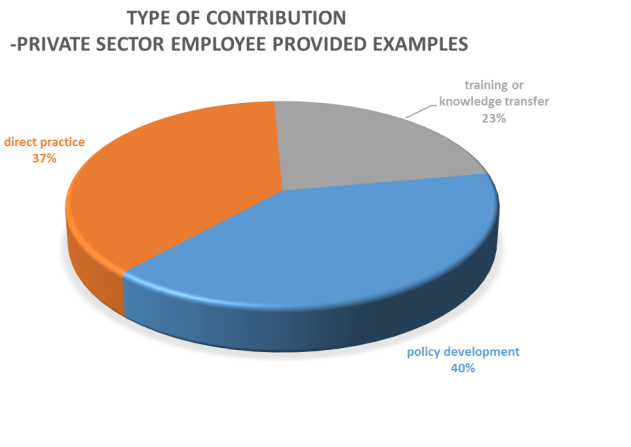 TYPE OF CONTRIBUTION
-PRIVATE SECTOR EMPLOYEE PROVIDED EXAMPLES
training or
knowledge transfer
23%
direct practice
37%
policy development
40%